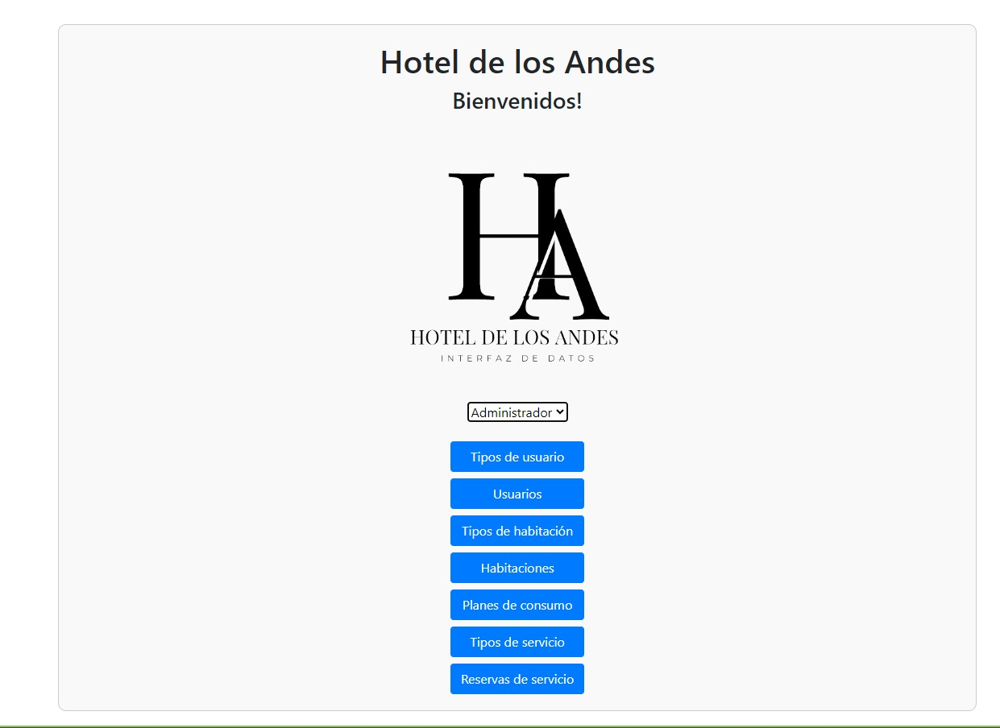 Hotel de los Andes
Bienvenidos!
HA
HOTEL DE LOS ANDES
INTERFAZ DE DATOS
Administrador
Tipos de usuario
Usuarios
Tipos de habitación
Habitaciones
Planes de consumo
Tipos de servicio
Reservas de servicio